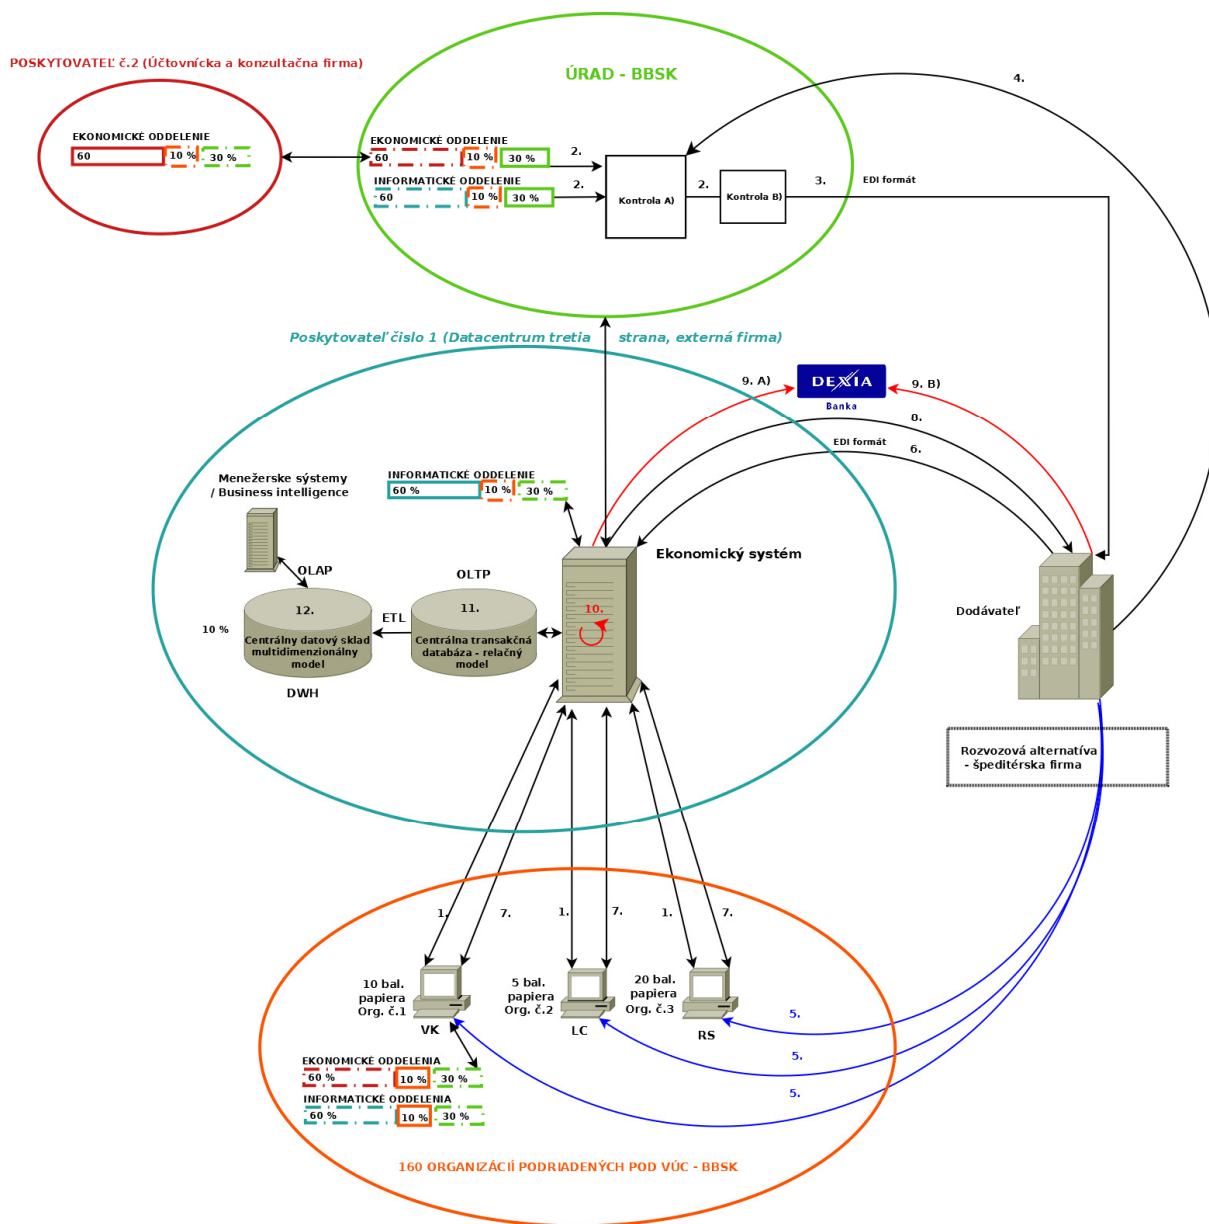 POSKYTOVATEĽ č.2 (Účtovnícka a konzultačna firma)
EKONOMICKÉ ODDELENIE
60
10 %
30 %
ÚRAD - BBSK
EKONOMICKÉ ODDELENIE
60
10 %
30 %
2.
INFORMATICKÉ ODDELENIE
60
10 %
30 %
2.
Kontrola A)
2.
Kontrola B)
3.
EDI formát
4.
Poskytovateľ čislo 1 (Datacentrum tretia strana, externá firma)
9. A)
DEXIA
Banka
9. B)
8.
EDI formát
6.
INFORMATICKÉ ODDELENIE
60 %
10 %
30 %
Menežerske sýstemy
/ Business intelligence
Ekonomický systém
OLAP
OLTP
12.
11.
10.
ETL
10 %
Centrálny datový sklad
multidimenzionálny
model
Centrálna transakčná
databáza - relačný
model
DWH
Dodávateľ
Rozvozová alternatíva
- špeditérska firma
1.
7.
1.
7.
1.
7.
10 bal.
papiera
Org. č.1
VK
5 bal.
papiera
Org. č.2
LC
20 bal.
papiera
Org. č.3
RS
5.
5.
5.
EKONOMICKÉ ODDELENIA
60 %
10 %
30 %
INFORMATICKÉ ODDELENIA
60 %
10 %
30 %
160 ORGANIZÁCIÍ PODRIADENÝCH POD VÚC - BBSK